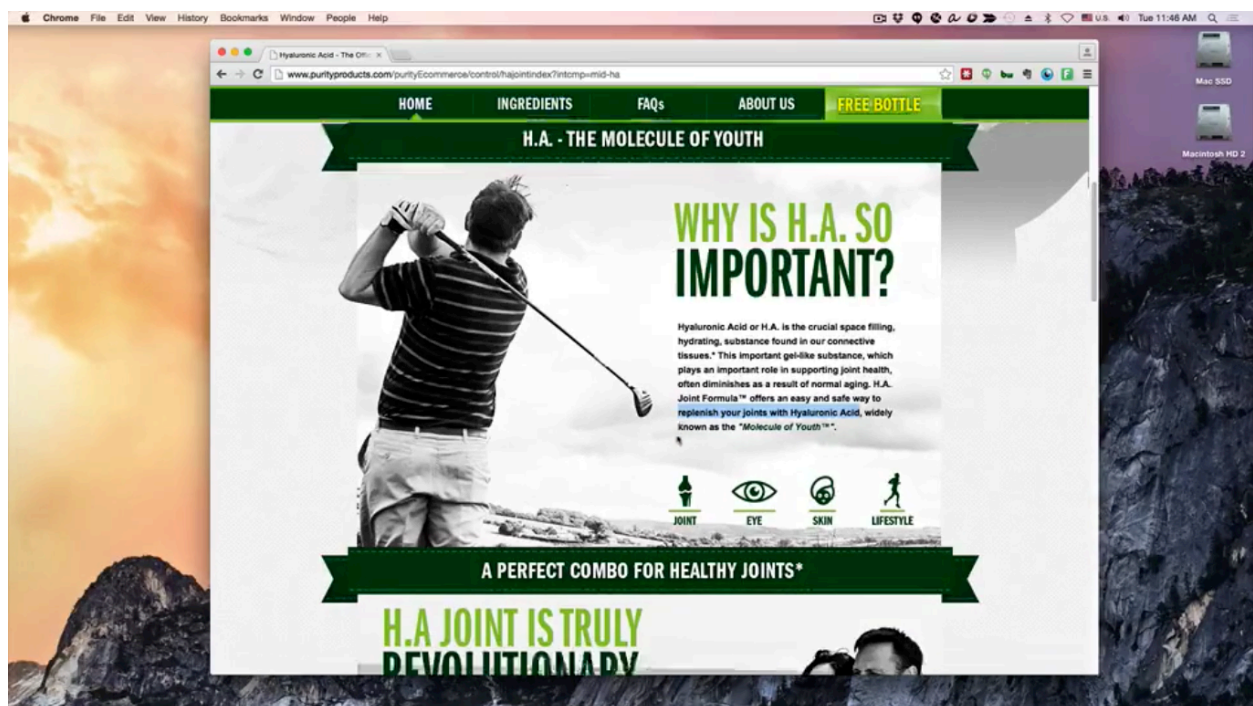 Chrome File Edit View History Bookmarks Window People Help
U.S. Tue 11:46 AM
Hyaluronic Acid - The Offi
www.purityproducts.com/purityEcommerce/control/hajointindex?intcmp=mid-ha
Mac SSD
Macintosh HD 2
HOME INGREDIENTS FAQs ABOUT US FREE BOTTLE
H.A. - THE MOLECULE OF YOUTH
WHY IS H.A. SO
IMPORTANT?
Hyaluronic Acid or H.A. is the crucial space filling,
hydrating, substance found in our connective
tissues.* This important gel-like substance, which
plays an important role in supporting joint health,
often diminishes as a result of normal aging. H.A.
Joint Formula™ offers an easy and safe way to
replenish your joints with Hyaluronic Acid, widely
known as the "Molecule of Youth™".
JOINT EYE SKIN LIFESTYLE
A PERFECT COMBO FOR HEALTHY JOINTS*
H.A JOINT IS TRULY
REVOLUTIONARY